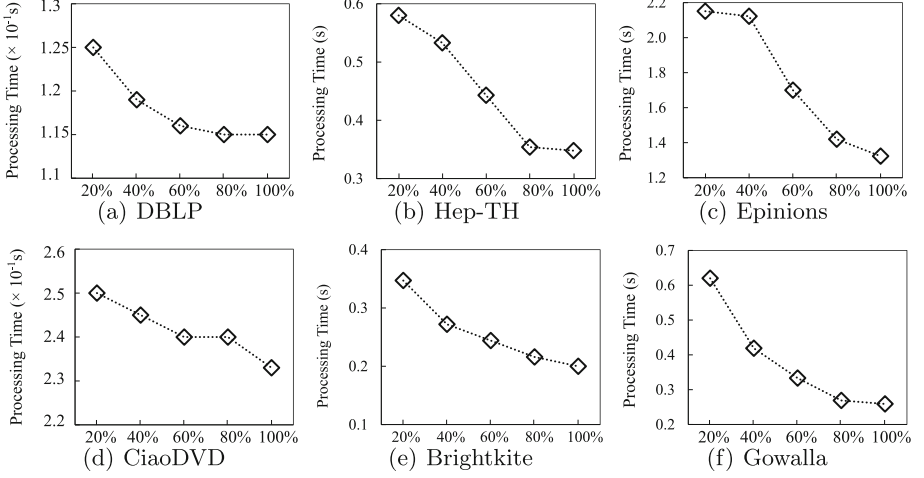 Processing Time (× 10⁻¹s)
1.3
1.25
1.2
1.15
1.1
20% 40% 60% 80% 100%
(a) DBLP
Processing Time (s)
0.6
0.5
0.4
0.3
20% 40% 60% 80% 100%
(b) Hep-TH
Processing Time (s)
2.2
2.0
1.8
1.6
1.4
1.2
20% 40% 60% 80% 100%
(c) Epinions
Processing Time (× 10⁻¹s)
2.6
2.5
2.4
2.3
2.2
20% 40% 60% 80% 100%
(d) CiaoDVD
Processing Time (s)
0.4
0.3
0.2
0.1
20% 40% 60% 80% 100%
(e) Brightkite
Processing Time (s)
0.7
0.6
0.5
0.4
0.3
0.2
20% 40% 60% 80% 100%
(f) Gowalla